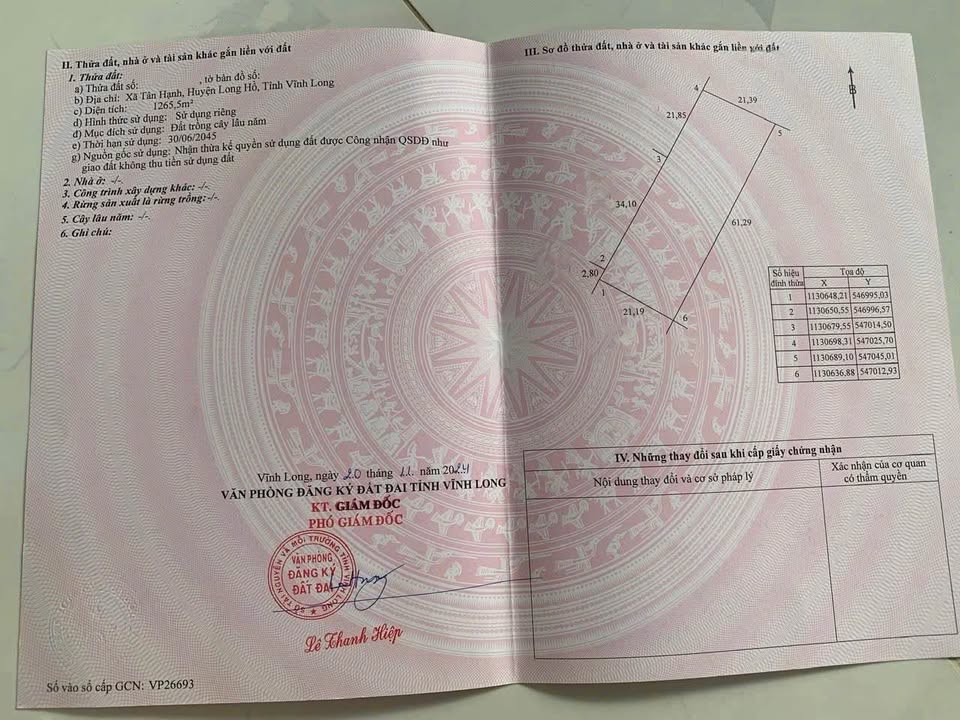 II. Thửa đất, nhà ở và tài sản khác gắn liền với đất
1. Thửa đất:
a) Thửa đất số: , tờ bản đồ số:
b) Địa chỉ: Xã Tân Hạnh, Huyện Long Hồ, Tỉnh Vĩnh Long
c) Diện tích: 1265,5m²
d) Hình thức sử dụng: Sử dụng riêng
đ) Mục đích sử dụng: Đất trồng cây lâu năm
e) Thời hạn sử dụng: 30/06/2045
g) Nguồn gốc sử dụng: Nhận thừa kế quyền sử dụng đất được Công nhận QSDĐ như
giao đất không thu tiền sử dụng đất
2. Nhà ở: -/-
3. Công trình xây dựng khác: -/-
4. Rừng sản xuất là rừng trồng: -/-
5. Cây lâu năm: -/-
6. Ghi chú:
Vĩnh Long, ngày 20 tháng 11 năm 2024
VĂN PHÒNG ĐĂNG KÝ ĐẤT ĐAI TỈNH VĨNH LONG
KT. GIÁM ĐỐC
PHÓ GIÁM ĐỐC
SỞ TÀI NGUYÊN VÀ MÔI TRƯỜNG TỈNH VĨNH LONG
VĂN PHÒNG
ĐĂNG KÝ
ĐẤT ĐAI
Lê Thanh Hiệp
Số vào sổ cấp GCN: VP26693
III. Sơ đồ thửa đất, nhà ở và tài sản khác gắn liền với đất
B
4
21,39
21,85
5
3
34,10
61,29
2
2,80
1
21,19
6
Số hiệu đỉnh thửa Tọa độ
X Y
1 1130648,21 546995,03
2 1130650,55 546996,57
3 1130679,55 547014,50
4 1130698,31 547025,70
5 1130689,10 547045,01
6 1130636,88 547012,93
IV. Những thay đổi sau khi cấp giấy chứng nhận
Nội dung thay đổi và cơ sở pháp lý
Xác nhận của cơ quan
có thẩm quyền